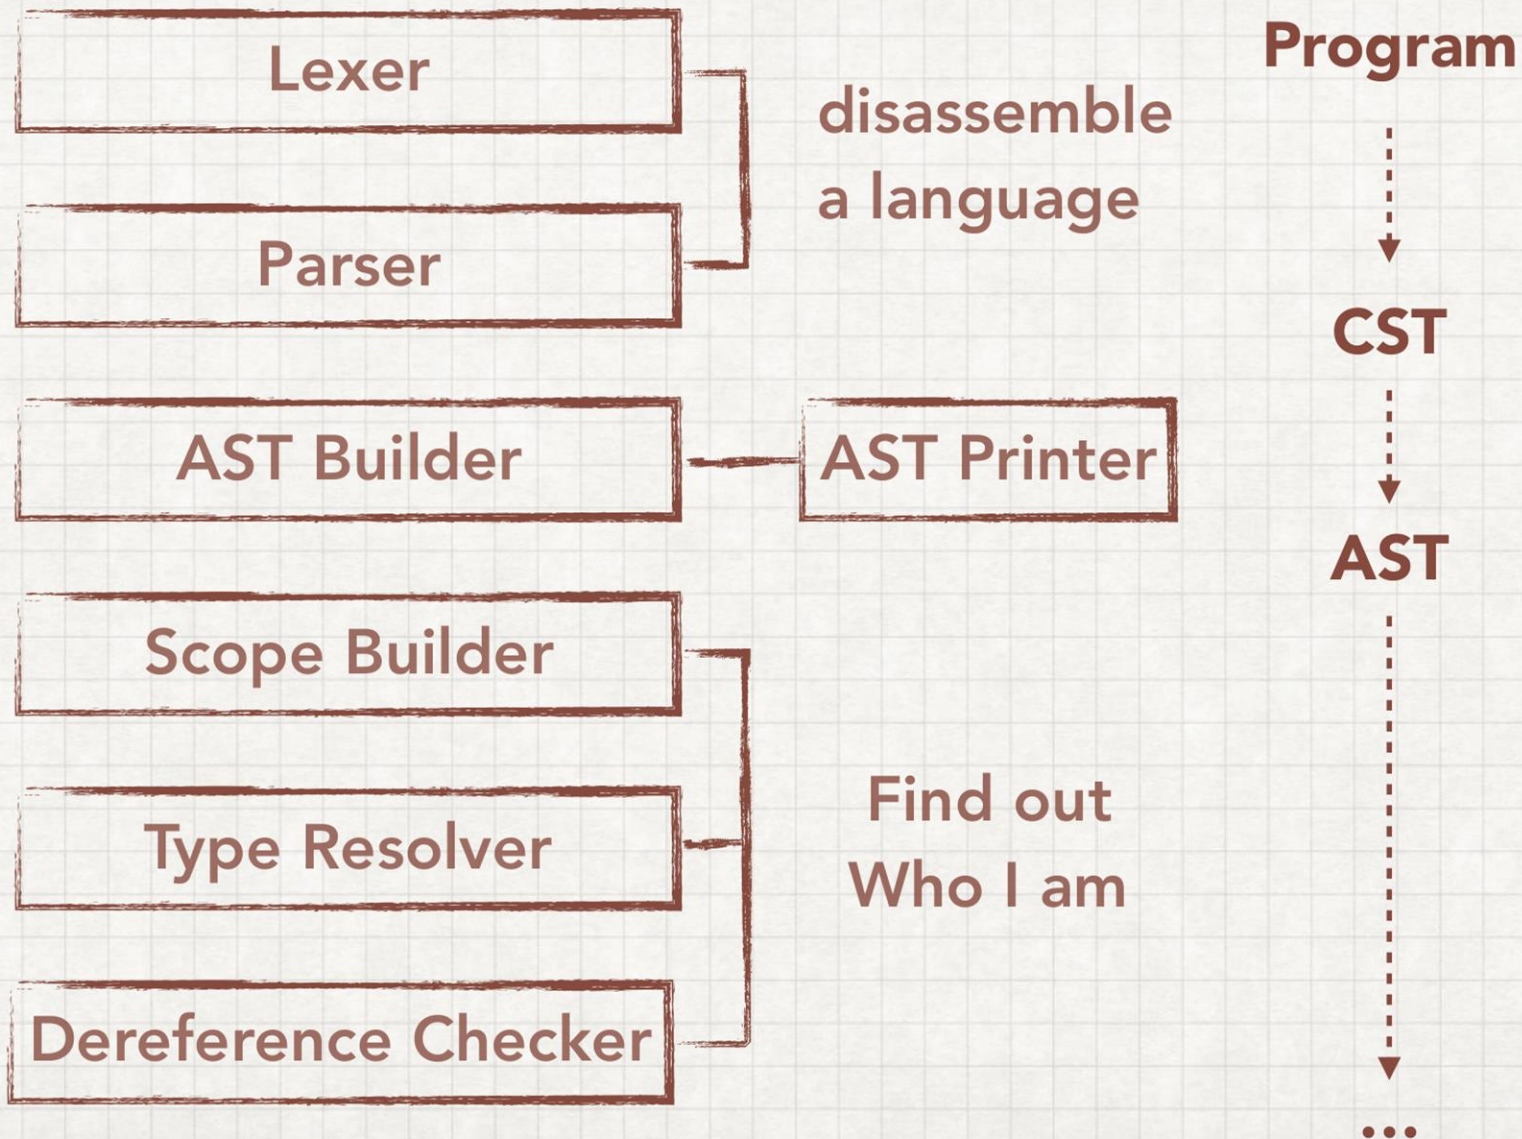 Lexer
Parser
disassemble
a language
AST Builder
AST Printer
Scope Builder
Type Resolver
Dereference Checker
Find out
Who I am
Program
CST
AST
...